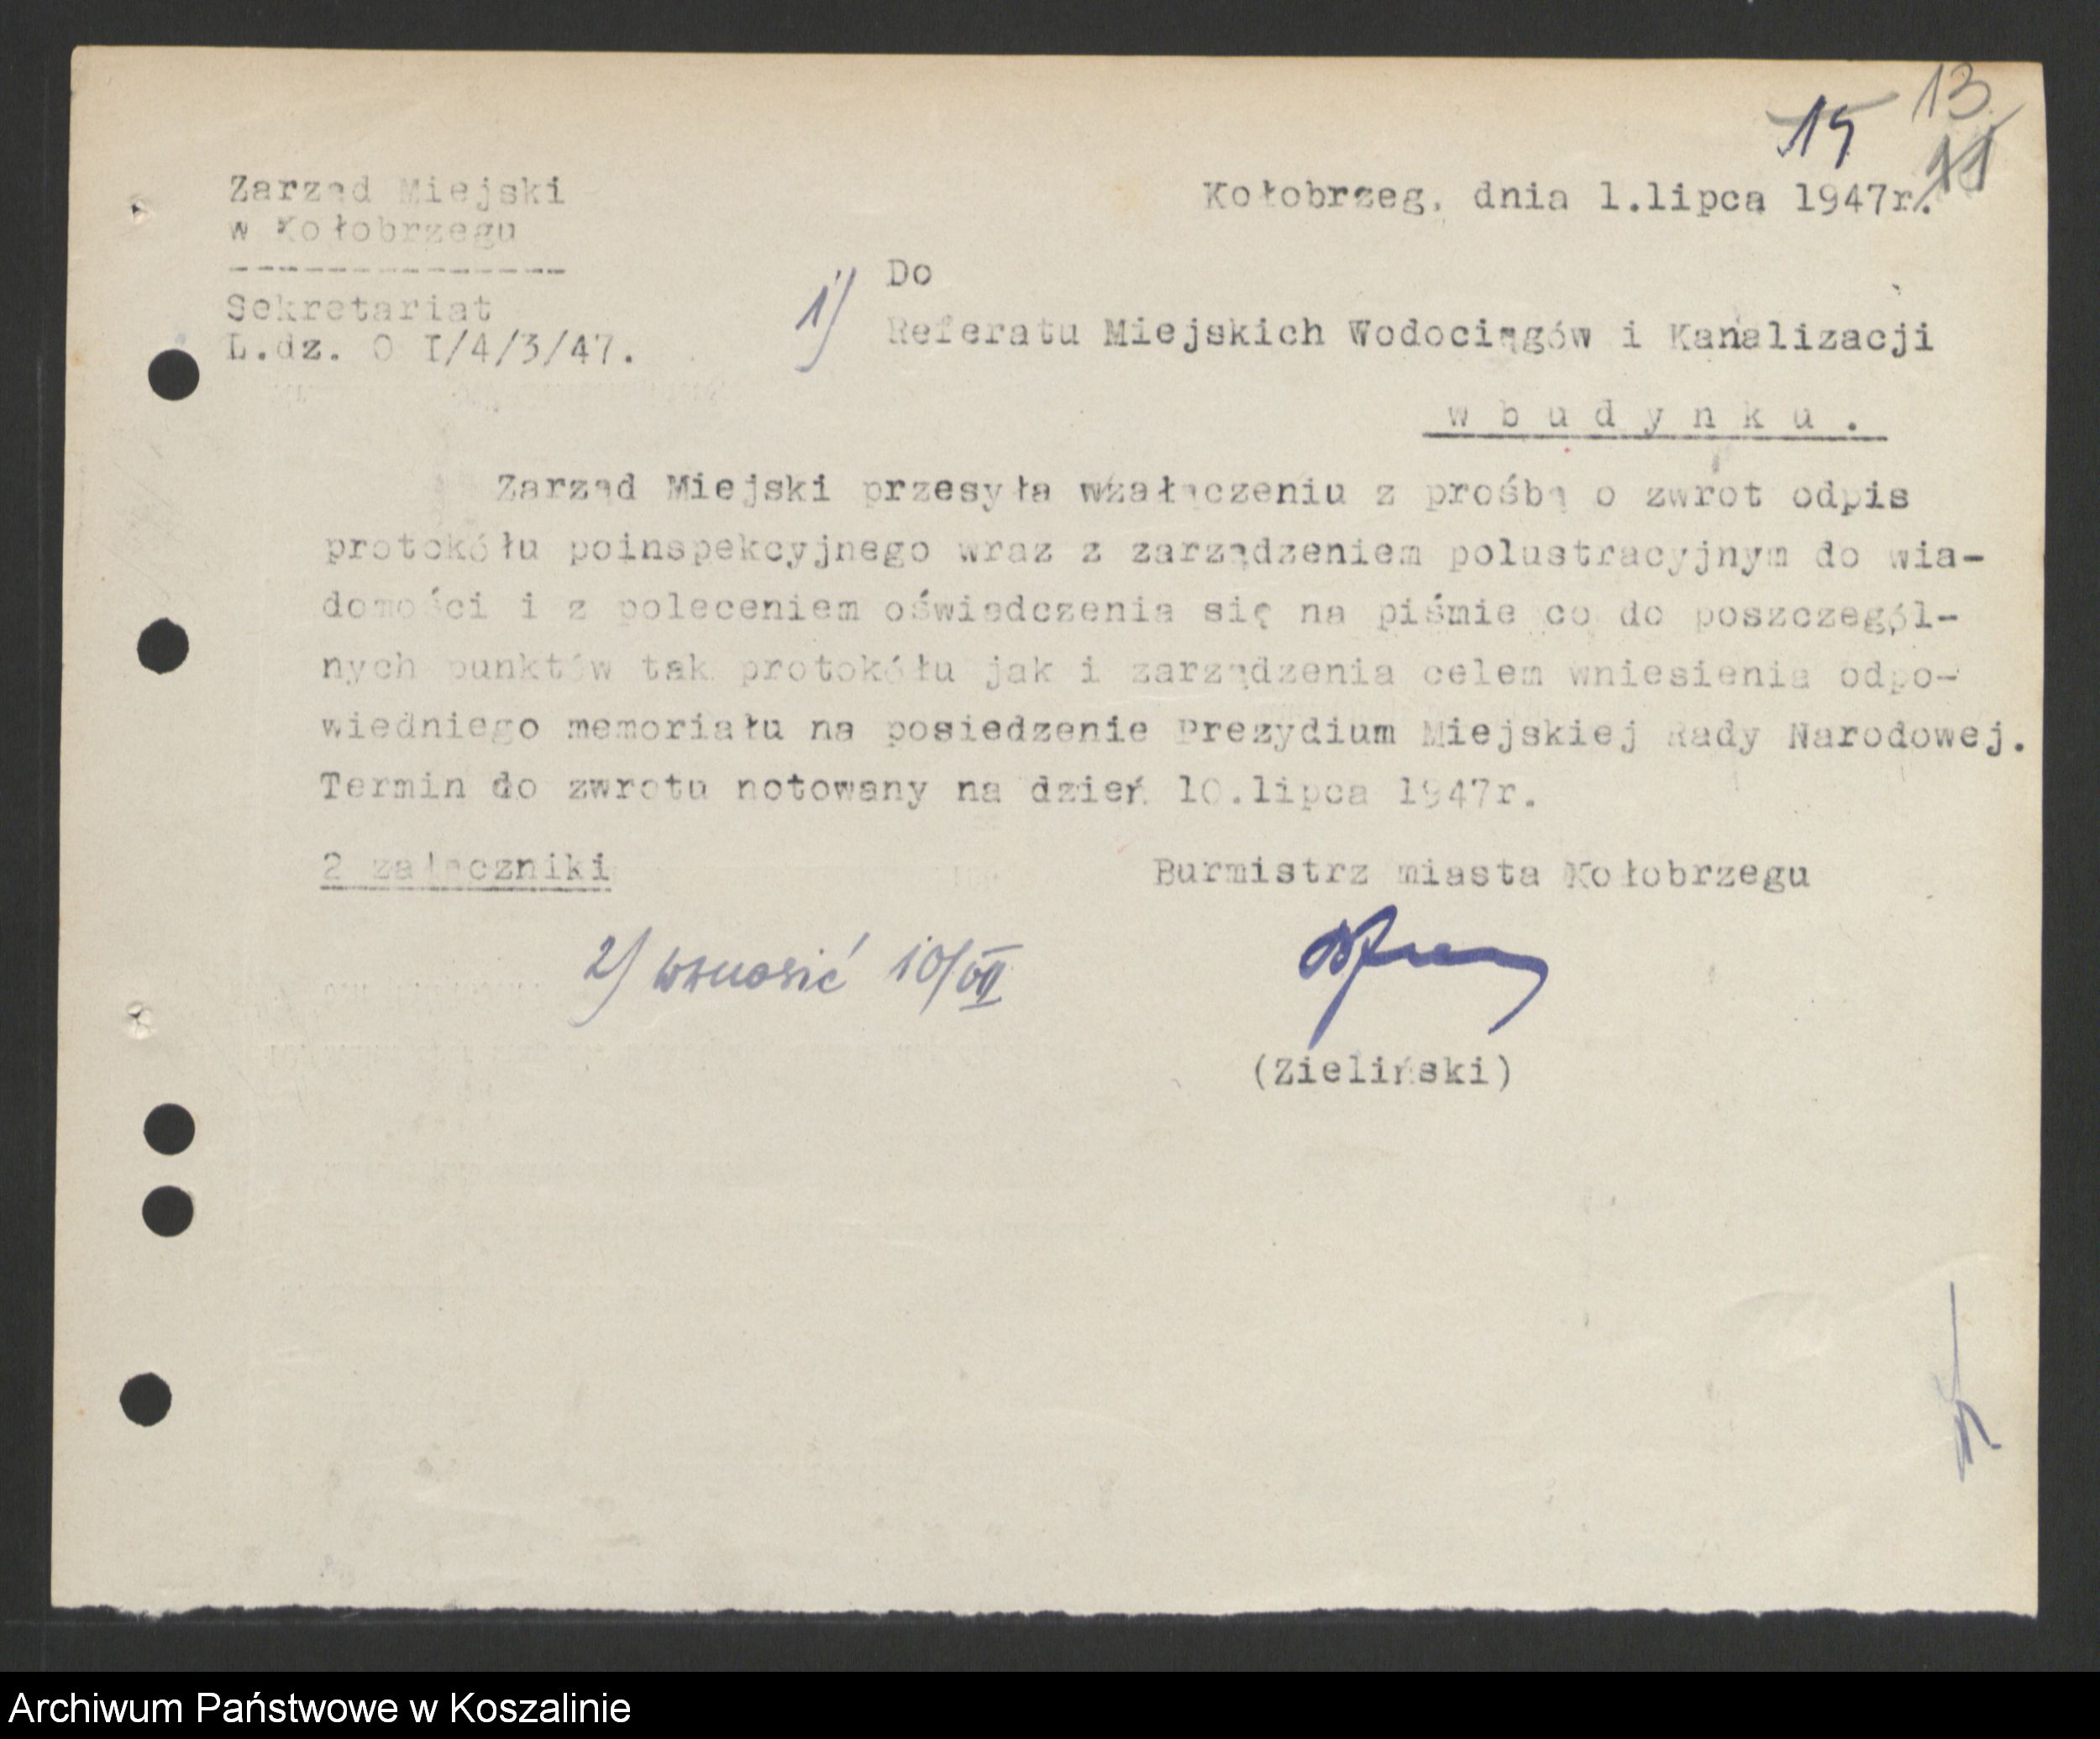 15 13
11
Zarząd Miejski
w Kołobrzegu
Kołobrzeg, dnia 1.lipca 1947r.
Sekretariat
L.dz. O I/4/3/47.
1) Do
Referatu Miejskich Wodociągów i Kanalizacji
w b u d y n k u .
Zarząd Miejski przesyła wzałączeniu z prośbą o zwrot odpis
protokółu poinspekcyjnego wraz z zarządzeniem polustracyjnym do wia-
domości i z poleceniem oświadczenia się na piśmie co do poszczegól-
nych punktów tak protokółu jak i zarządzenia celem wniesienia odpo-
wiedniego memoriału na posiedzenie Prezydium Miejskiej Rady Narodowej.
Termin do zwrotu notowany na dzień 10.lipca 1947r.
2 załączniki
Burmistrz miasta Kołobrzegu
2) wznosić 10/VII
(Zieliński)
Archiwum Państwowe w Koszalinie